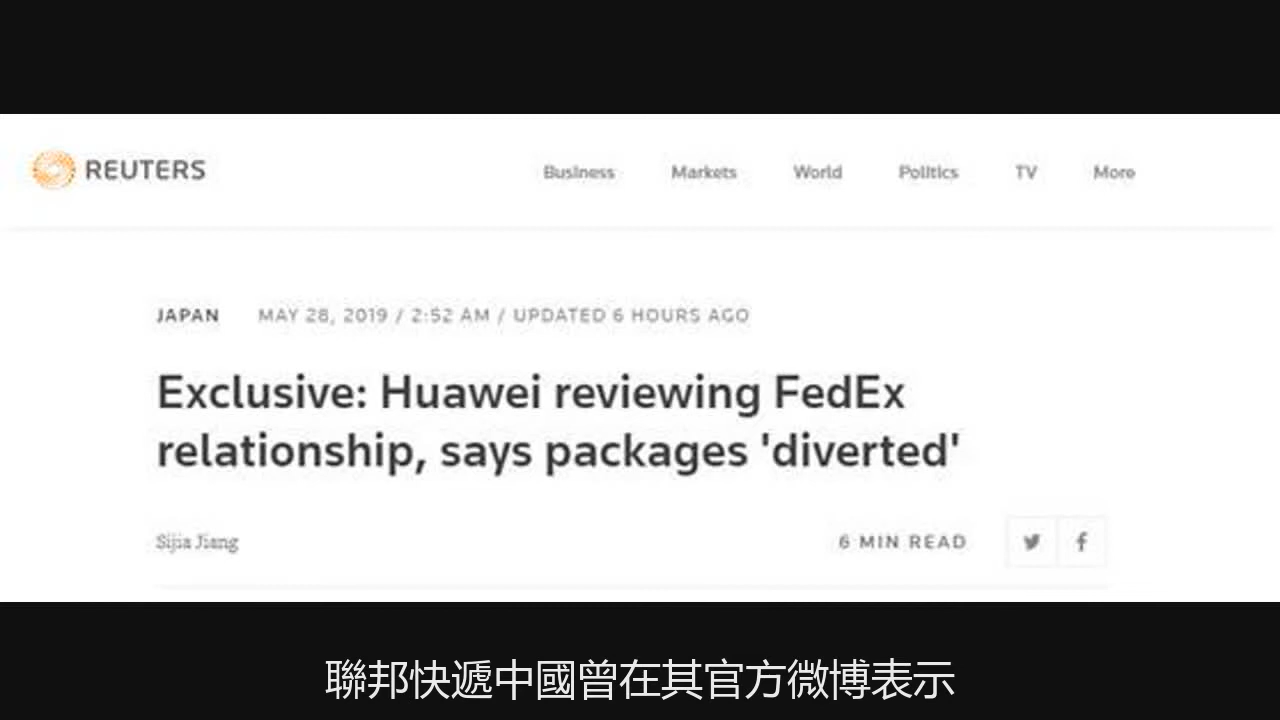 REUTERS
Business Markets World Politics TV More
JAPAN MAY 28, 2019 / 2:52 AM / UPDATED 6 HOURS AGO
Exclusive: Huawei reviewing FedEx
relationship, says packages 'diverted'
Sijia Jiang 6 MIN READ
聯邦快遞中國曾在其官方微博表示